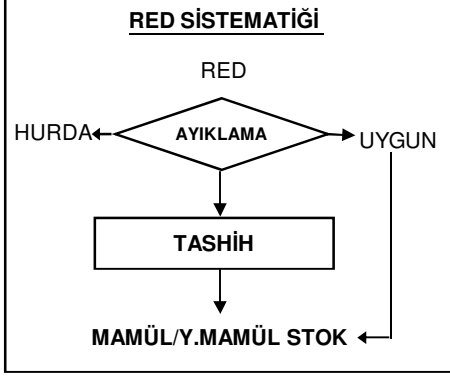 RED SİSTEMATİĞİ
RED
HURDA AYIKLAMA UYGUN
TASHİH
MAMÜL/Y.MAMÜL STOK